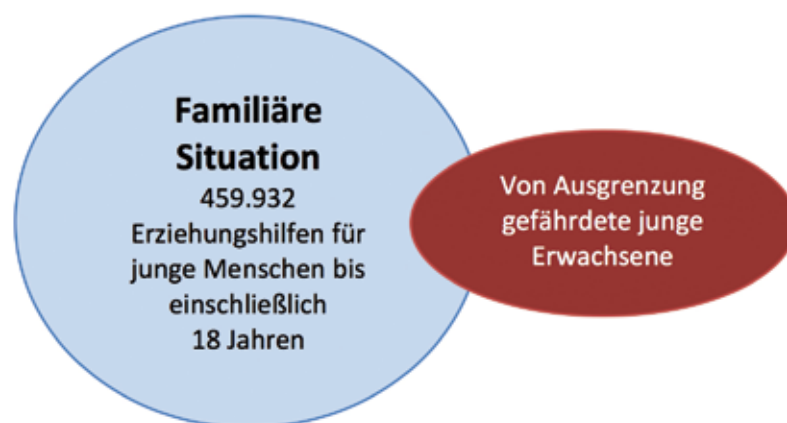 Familiäre
Situation
459.932
Erziehungshilfen für
junge Menschen bis
einschließlich
18 Jahren
Von Ausgrenzung
gefährdete junge
Erwachsene